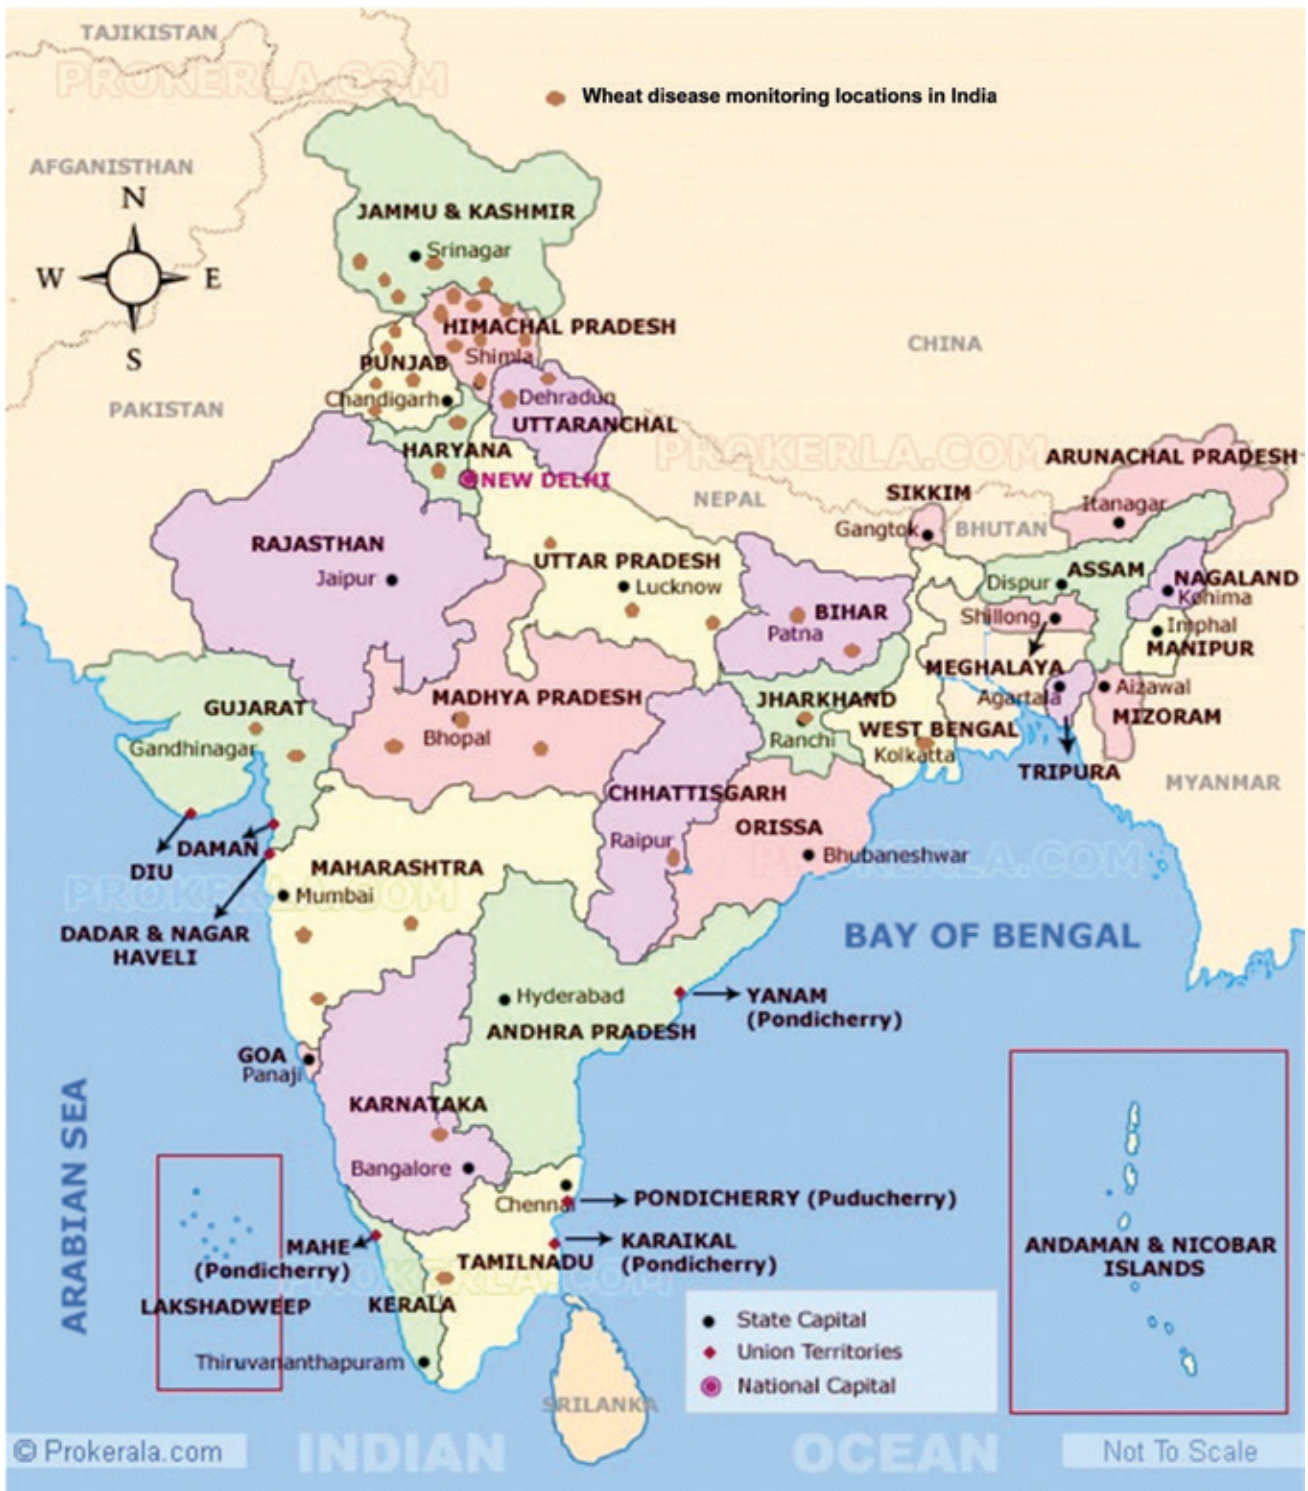 TAJIKISTAN
PROKERLA.COM
Wheat disease monitoring locations in India
AFGANISTHAN
N
JAMMU & KASHMIR
Srinagar
W
E
S
HIMACHAL PRADESH
CHINA
PUNJAB
Shimla
PAKISTAN
Chandigarh
Dehradun
UTTARANCHAL
HARYANA
PROKERLA.COM
ARUNACHAL PRADESH
NEW DELHI
NEPAL
SIKKIM
Itanagar
Gangtok
BHUTAN
RAJASTHAN
UTTAR PRADESH
ASSAM
Jaipur
Lucknow
Dispur
NAGALAND
Kohima
BIHAR
Patna
Shillong
Imphal
MANIPUR
MEGHALAYA
GUJARAT
MADHYA PRADESH
JHARKHAND
Agartala
Aizawal
Gandhinagar
Bhopal
Ranchi
WEST BENGAL
MIZORAM
Kolkatta
TRIPURA
MYANMAR
CHHATTISGARH
DIU
DAMAN
MAHARASHTRA
Raipur
ORISSA
Bhubaneshwar
PROKERLA.COM
PROKERLA.COM
Mumbai
DADAR & NAGAR
HAVELI
BAY OF BENGAL
Hyderabad
YANAM
(Pondicherry)
ANDHRA PRADESH
GOA
Panaji
ARABIAN SEA
KARNATAKA
Bangalore
Chennai
PONDICHERRY (Puducherry)
MAHE
(Pondicherry)
KARAIKAL
(Pondicherry)
TAMILNADU
ANDAMAN & NICOBAR
ISLANDS
LAKSHADWEEP
KERALA
Thiruvananthapuram
State Capital
Union Territories
National Capital
SRILANKA
© Prokerala.com
INDIAN OCEAN
Not To Scale